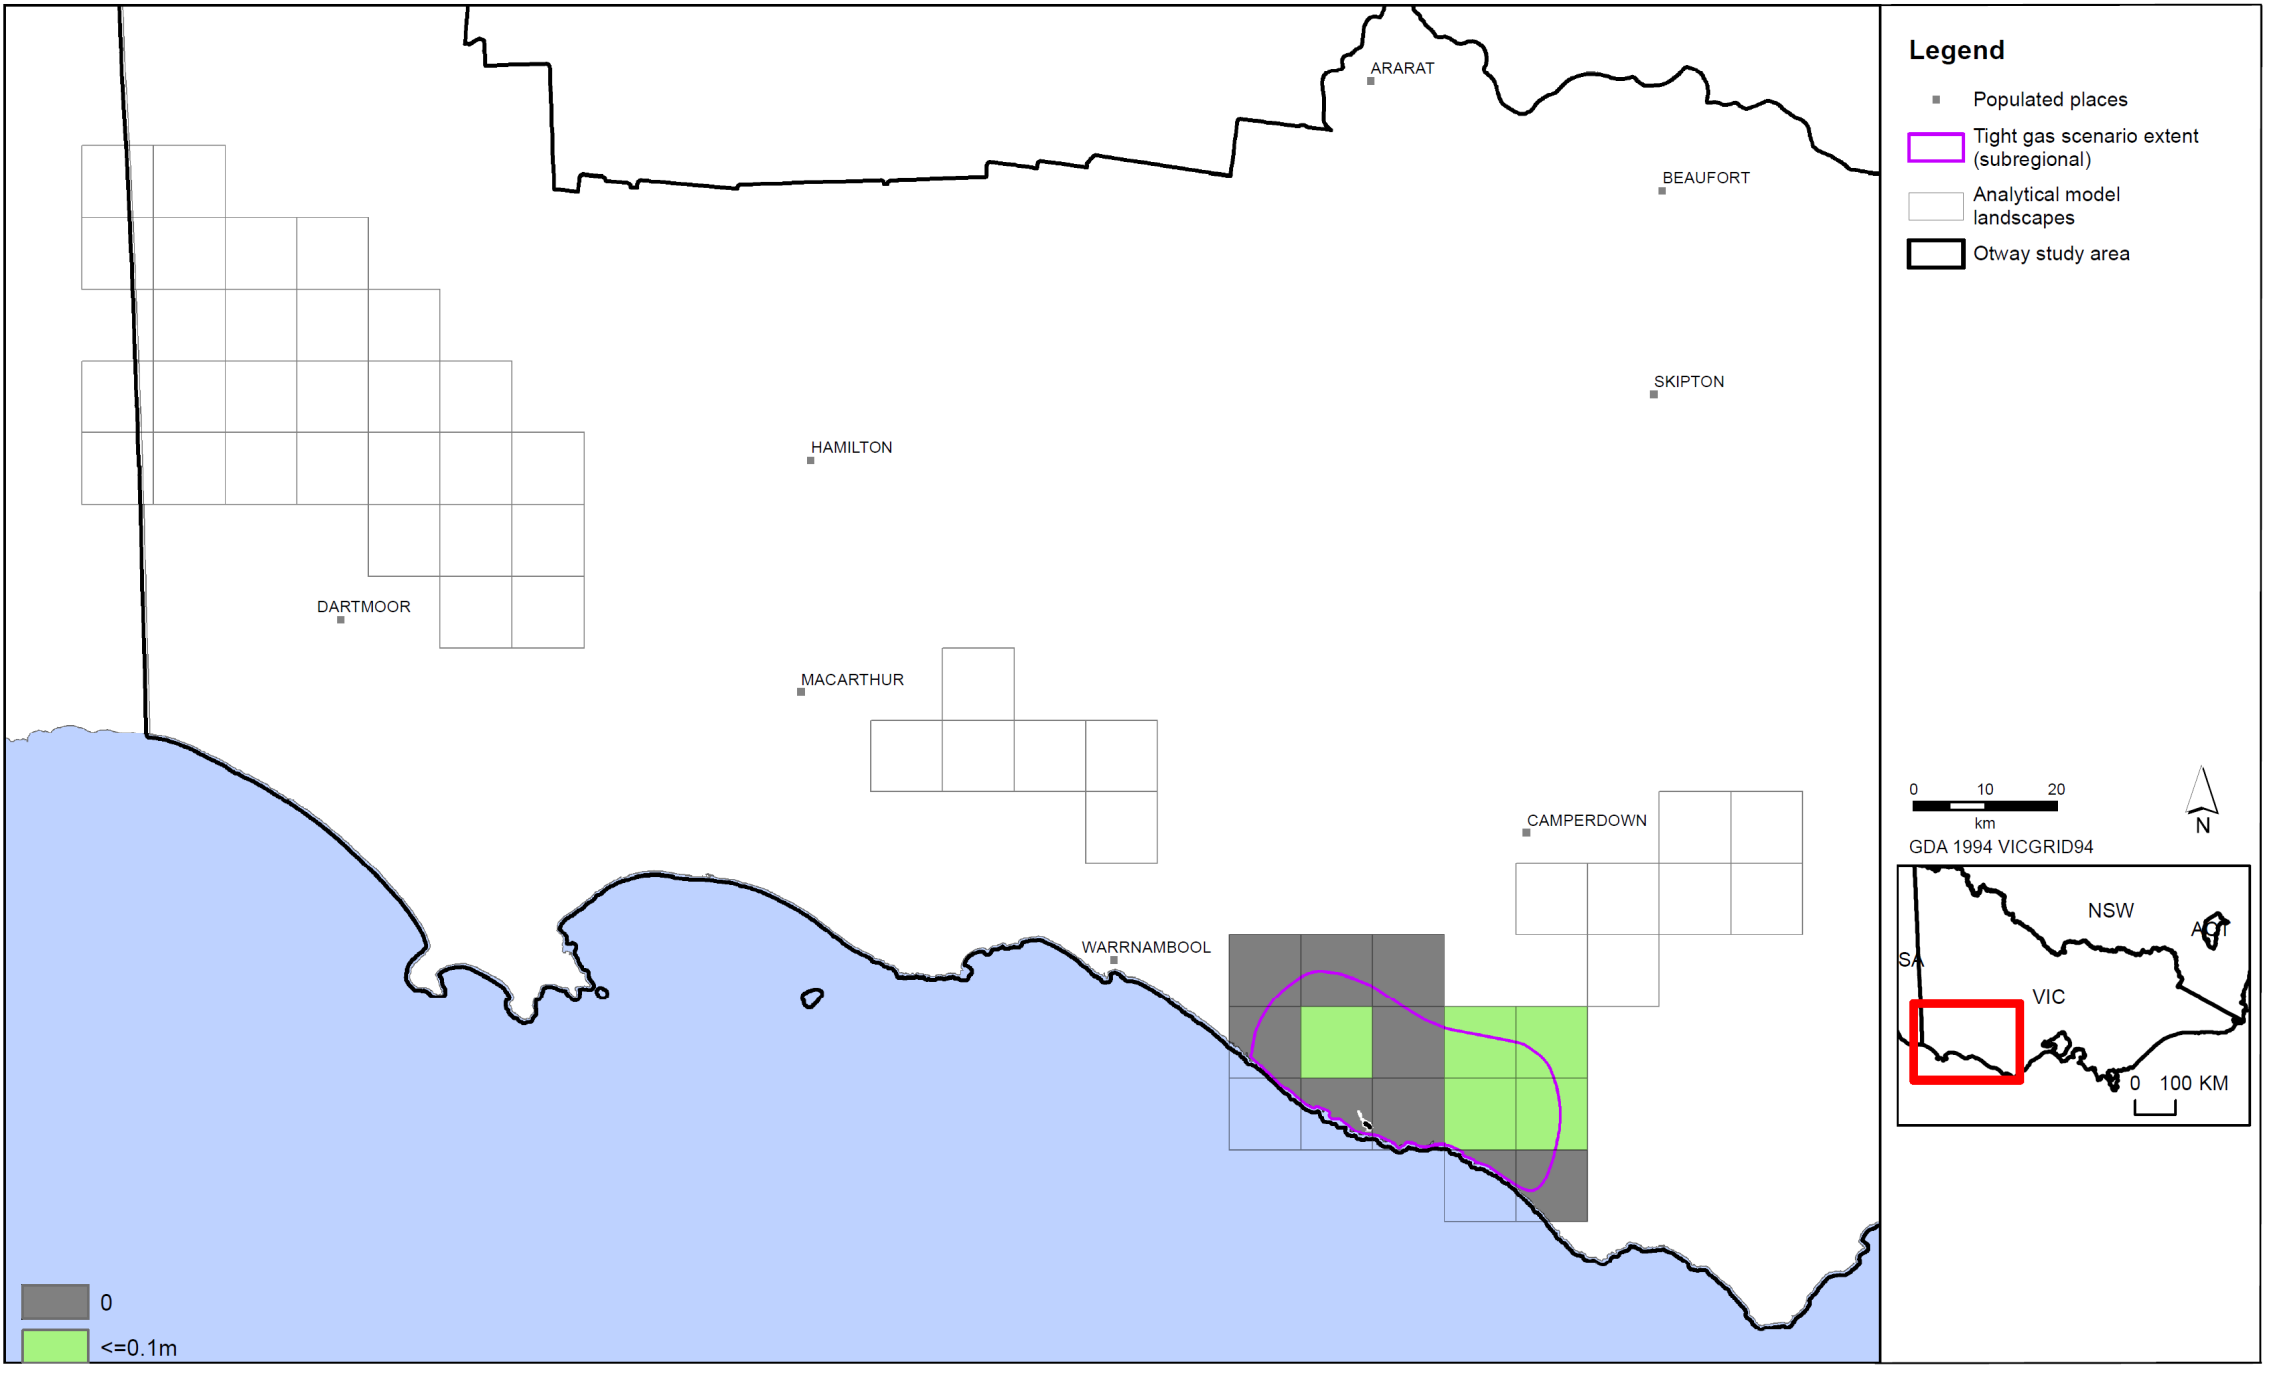 ARARAT
BEAUFORT
SKIPTON
HAMILTON
DARTMOOR
MACARTHUR
CAMPERDOWN
WARRNAMBOOL
0
<=0.1m
Legend
Populated places
Tight gas scenario extent
(subregional)
Analytical model
landscapes
Otway study area
0 10 20
km
N
GDA 1994 VICGRID94
NSW
ACT
SA
VIC
0 100 KM